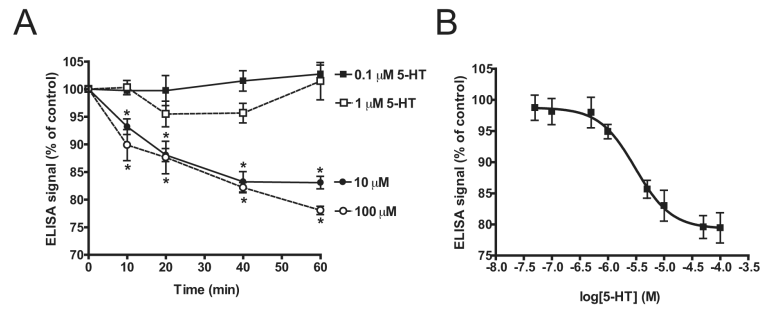 A
ELISA signal (% of control)
105
100
95
90
85
80
75
70
0
10
20
30
40
50
60
Time (min)
*
*
*
*
*
*
*
*
0.1 µM 5-HT
1 µM 5-HT
10 µM
100 µM
B
ELISA signal (% of control)
105
100
95
90
85
80
75
-8.0 -7.5 -7.0 -6.5 -6.0 -5.5 -5.0 -4.5 -4.0 -3.5
log[5-HT] (M)